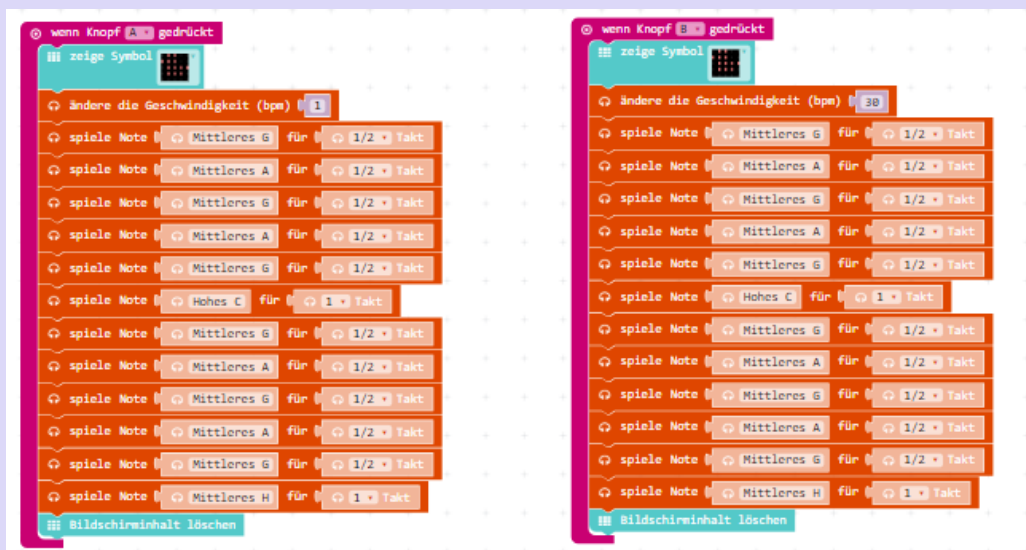 wenn Knopf A gedrückt
zeige Symbol
ändere die Geschwindigkeit (bpm) 1
spiele Note Mittleres G für 1/2 Takt
spiele Note Mittleres A für 1/2 Takt
spiele Note Mittleres G für 1/2 Takt
spiele Note Mittleres A für 1/2 Takt
spiele Note Mittleres G für 1/2 Takt
spiele Note Hohes C für 1 Takt
spiele Note Mittleres G für 1/2 Takt
spiele Note Mittleres A für 1/2 Takt
spiele Note Mittleres G für 1/2 Takt
spiele Note Mittleres A für 1/2 Takt
spiele Note Mittleres G für 1/2 Takt
spiele Note Mittleres H für 1 Takt
Bildschirminhalt löschen
wenn Knopf B gedrückt
zeige Symbol
ändere die Geschwindigkeit (bpm) 30
spiele Note Mittleres G für 1/2 Takt
spiele Note Mittleres A für 1/2 Takt
spiele Note Mittleres G für 1/2 Takt
spiele Note Mittleres A für 1/2 Takt
spiele Note Mittleres G für 1/2 Takt
spiele Note Hohes C für 1 Takt
spiele Note Mittleres G für 1/2 Takt
spiele Note Mittleres A für 1/2 Takt
spiele Note Mittleres G für 1/2 Takt
spiele Note Mittleres A für 1/2 Takt
spiele Note Mittleres G für 1/2 Takt
spiele Note Mittleres H für 1 Takt
Bildschirminhalt löschen